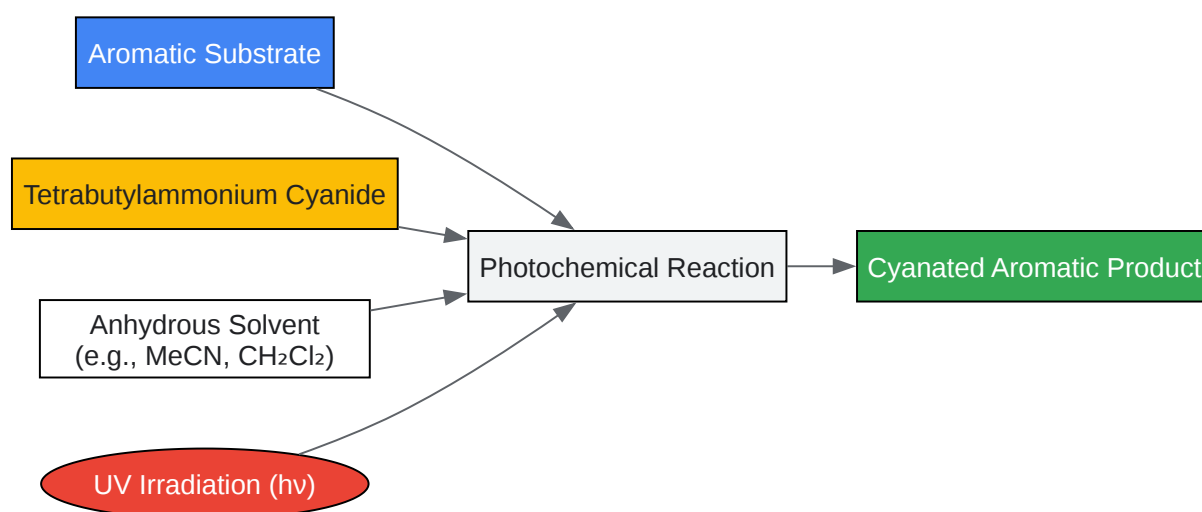 Aromatic Substrate
Tetrabutylammonium Cyanide
Anhydrous Solvent
(e.g., MeCN, CH₂Cl₂)
UV Irradiation (hν)
Photochemical Reaction
Cyanated Aromatic Product